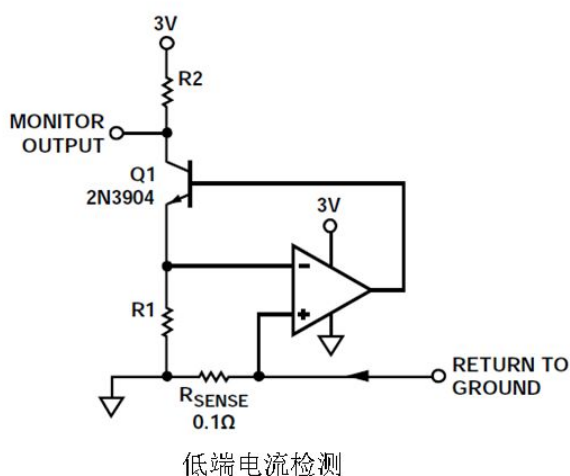 3V
R2
MONITOR
OUTPUT
Q1
2N3904
3V
R1
RETURN TO
GROUND
RSENSE
0.1Ω
低端电流检测